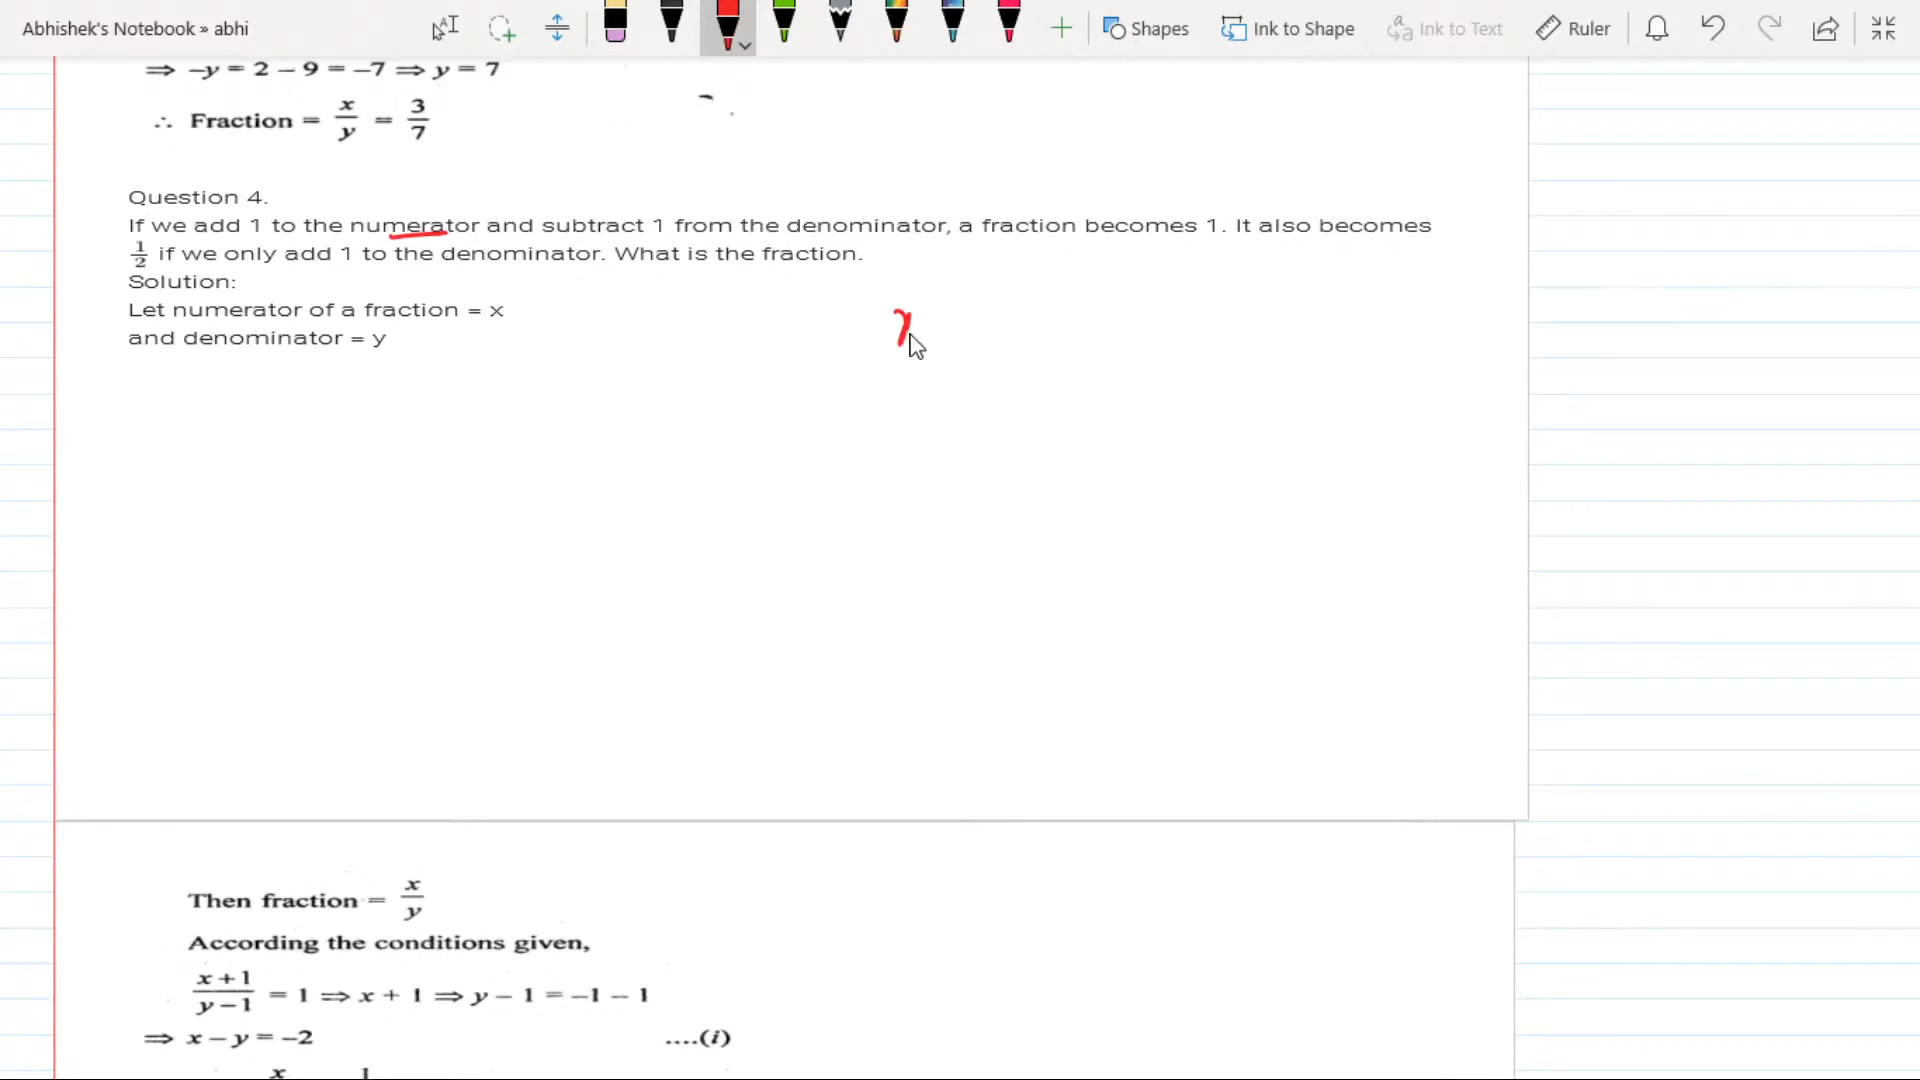 Abhishek's Notebook » abhi
Shapes
Ink to Shape
Ink to Text
Ruler
⇒ -y = 2 - 9 = -7 ⇒ y = 7
∴ Fraction = x/y = 3/7
Question 4.
If we add 1 to the numerator and subtract 1 from the denominator, a fraction becomes 1. It also becomes
1/2 if we only add 1 to the denominator. What is the fraction.
Solution:
Let numerator of a fraction = x
and denominator = y
Then fraction = x/y
According the conditions given,
x+1/y-1 = 1 ⇒ x + 1 ⇒ y - 1 = -1 - 1
⇒ x - y = -2 ....(i)
x 1